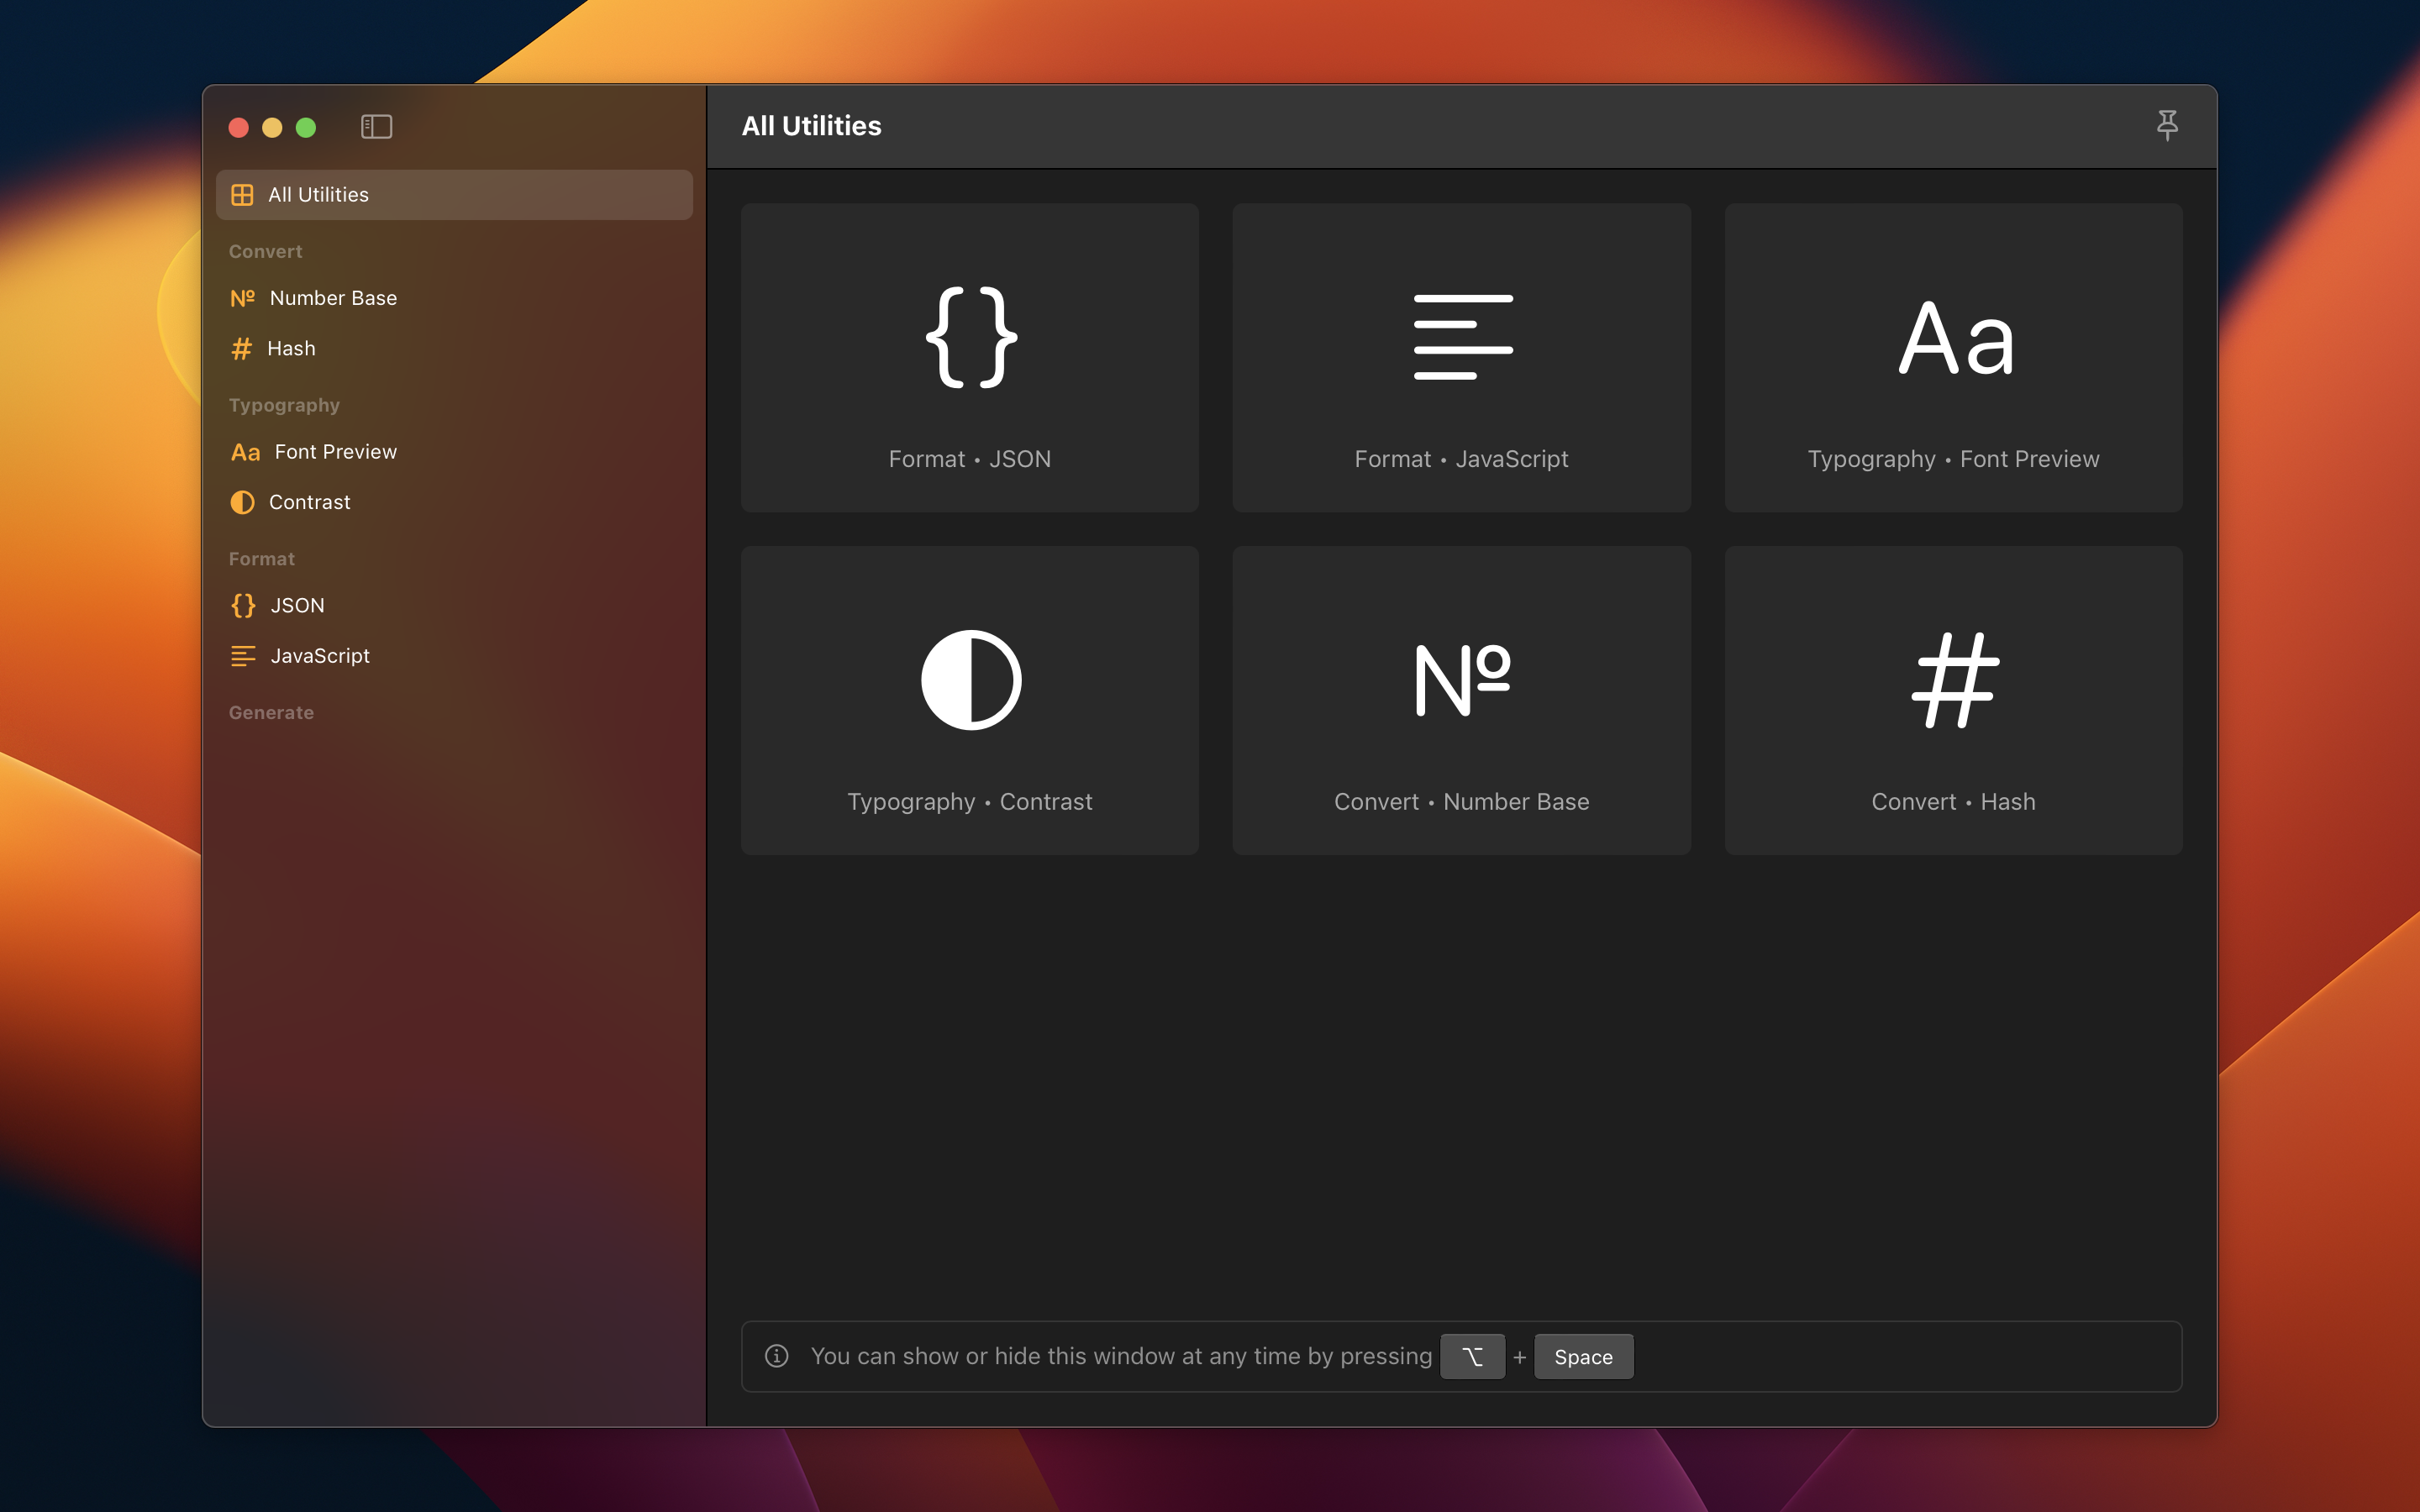 All Utilities
Convert
Nº Number Base
# Hash
Typography
Aa Font Preview
Contrast
Format
{} JSON
JavaScript
Generate
All Utilities
{}
Format • JSON
Format • JavaScript
Aa
Typography • Font Preview
Typography • Contrast
Nº
Convert • Number Base
#
Convert • Hash
You can show or hide this window at any time by pressing ⌥ + Space